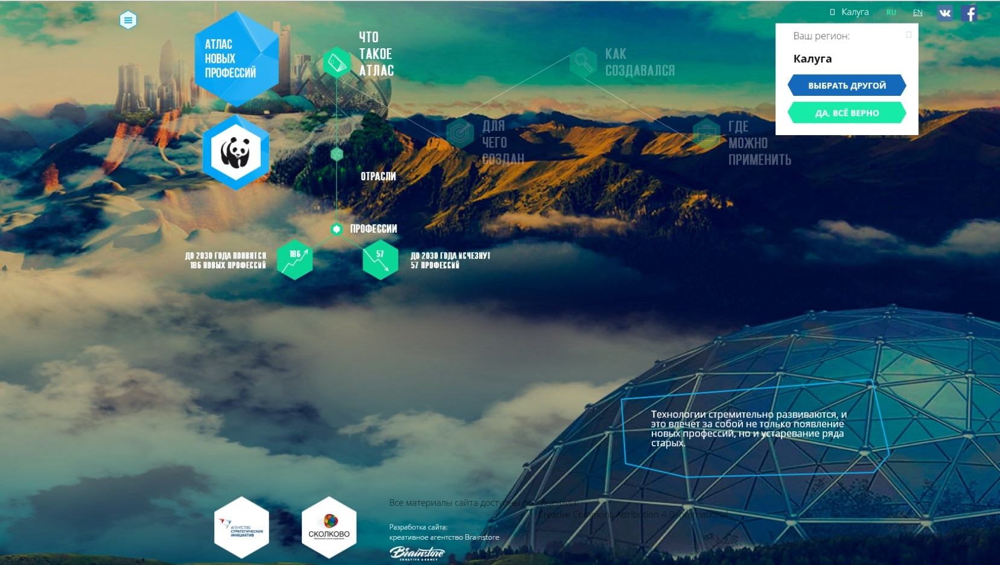 Калуга
RU
EN
Ваш регион:
Калуга
ВЫБРАТЬ ДРУГОЙ
ДА, ВСЁ ВЕРНО
АТЛАС
НОВЫХ
ПРОФЕССИЙ
ЧТО
ТАКОЕ
АТЛАС
КАК
СОЗДАВАЛСЯ
ДЛЯ
ЧЕГО
СОЗДАН
ГДЕ
МОЖНО
ПРИМЕНИТЬ
ОТРАСЛИ
ПРОФЕССИИ
ДО 2030 ГОДА ПОЯВЯТСЯ
186 НОВЫХ ПРОФЕССИЙ
186
57
ДО 2030 ГОДА ИСЧЕЗНУТ
57 ПРОФЕССИЙ
Технологии стремительно развиваются, и
это влечет за собой не только появление
новых профессий, но и устаревание ряда
старых.
АГЕНТСТВО
СТРАТЕГИЧЕСКИХ
ИНИЦИАТИВ
СКОЛКОВО
Московская школа управления
Все материалы сайта доступны по лицензии:
Creative Commons Attribution 4.0 International
Разработка сайта:
креативное агентство Brainstore
Brainstore
CREATIVE AGENCY